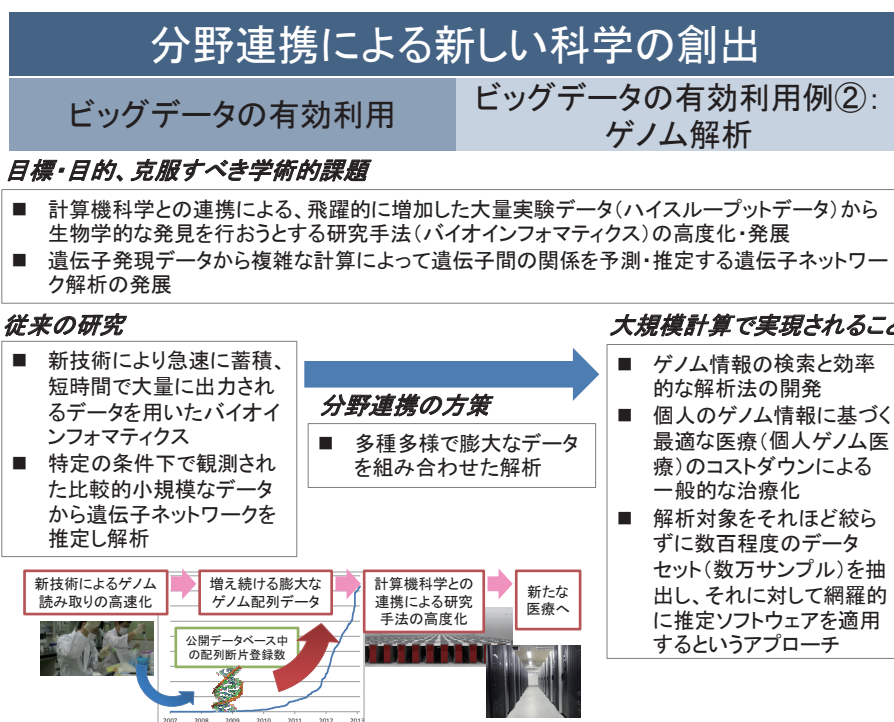 分野連携による新しい科学の創出
ビッグデータの有効利用
ビッグデータの有効利用例②:
ゲノム解析
目標・目的、克服すべき学術的課題
■ 計算機科学との連携による、飛躍的に増加した大量実験データ(ハイスループットデータ)から
生物学的な発見を行おうとする研究手法(バイオインフォマティクス)の高度化・発展
■ 遺伝子発現データから複雑な計算によって遺伝子間の関係を予測・推定する遺伝子ネットワー
ク解析の発展
従来の研究
■ 新技術により急速に蓄積、
短時間で大量に出力され
るデータを用いたバイオイ
ンフォマティクス
■ 特定の条件下で観測され
た比較的小規模なデータ
から遺伝子ネットワークを
推定し解析
分野連携の方策
■ 多種多様で膨大なデータ
を組み合わせた解析
大規模計算で実現されること
■ ゲノム情報の検索と効率
的な解析法の開発
■ 個人のゲノム情報に基づく
最適な医療(個人ゲノム医
療)のコストダウンによる
一般的な治療化
■ 解析対象をそれほど絞ら
ずに数百程度のデータ
セット(数万サンプル)を抽
出し、それに対して網羅的
に推定ソフトウェアを適用
するというアプローチ
新技術によるゲノム
読み取りの高速化
増え続ける膨大な
ゲノム配列データ
計算機科学との
連携による研究
手法の高度化
新たな
医療へ
公開データベース中
の配列断片登録数
2002 2008 2009 2010 2011 2012 2013